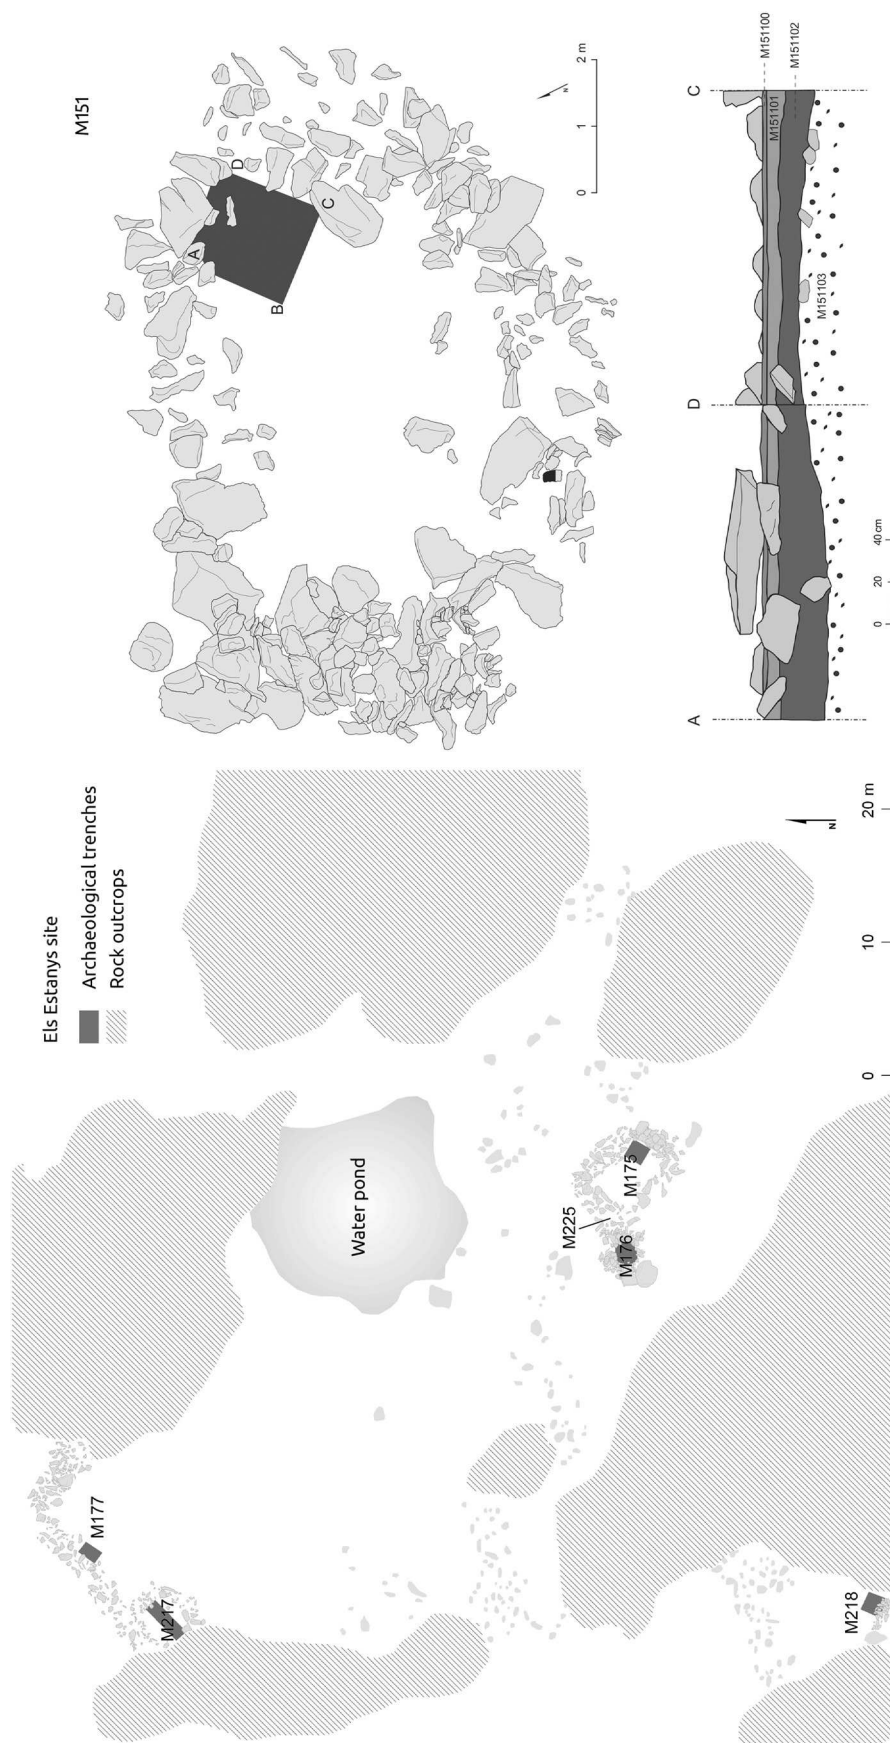 Els Estanys site
Archaeological trenches
Rock outcrops
M177
M217
Water pond
M225
M176
M175
M218
0 10 20 m
N
M151
A
B
C
D
0 1 2 m
N
A D C
M151100
M151101
M151102
M151103
0 20 40 cm